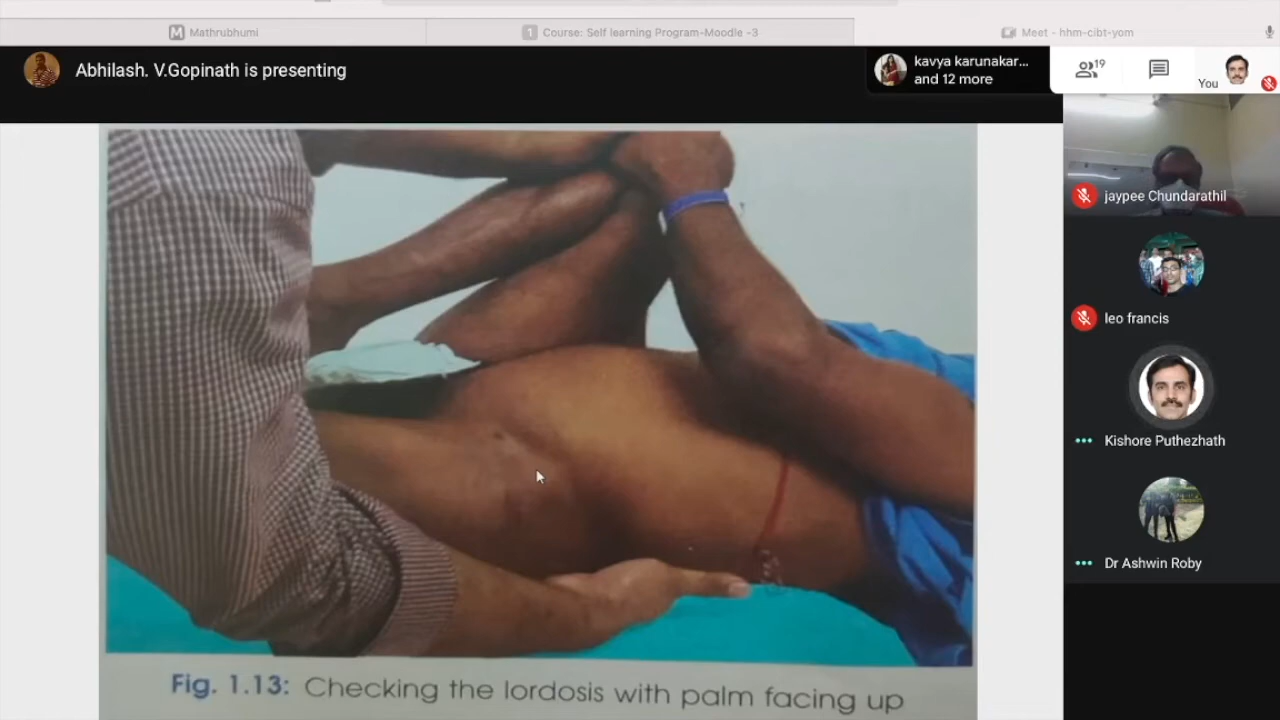 Mathrubhumi
1 Course: Self learning Program-Moodle -3
Meet - hhm-cibt-yom
Abhilash. V.Gopinath is presenting
kavya karunakar...
and 12 more
19
You
jaypee Chundarathil
leo francis
Kishore Puthezhath
Dr Ashwin Roby
Fig. 1.13: Checking the lordosis with palm facing up